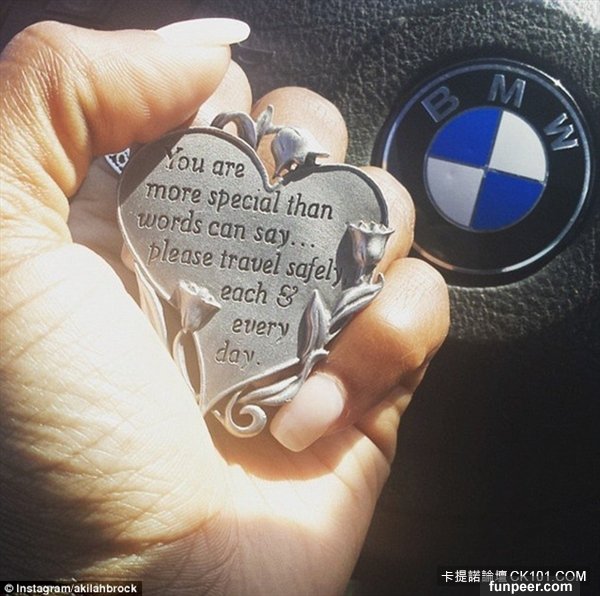 BMW
You are
more special than
words can say...
please travel safely,
each &
every
day.
© Instagram/akilahbrock
卡提諾論壇 CK101.COM
funpeer.com